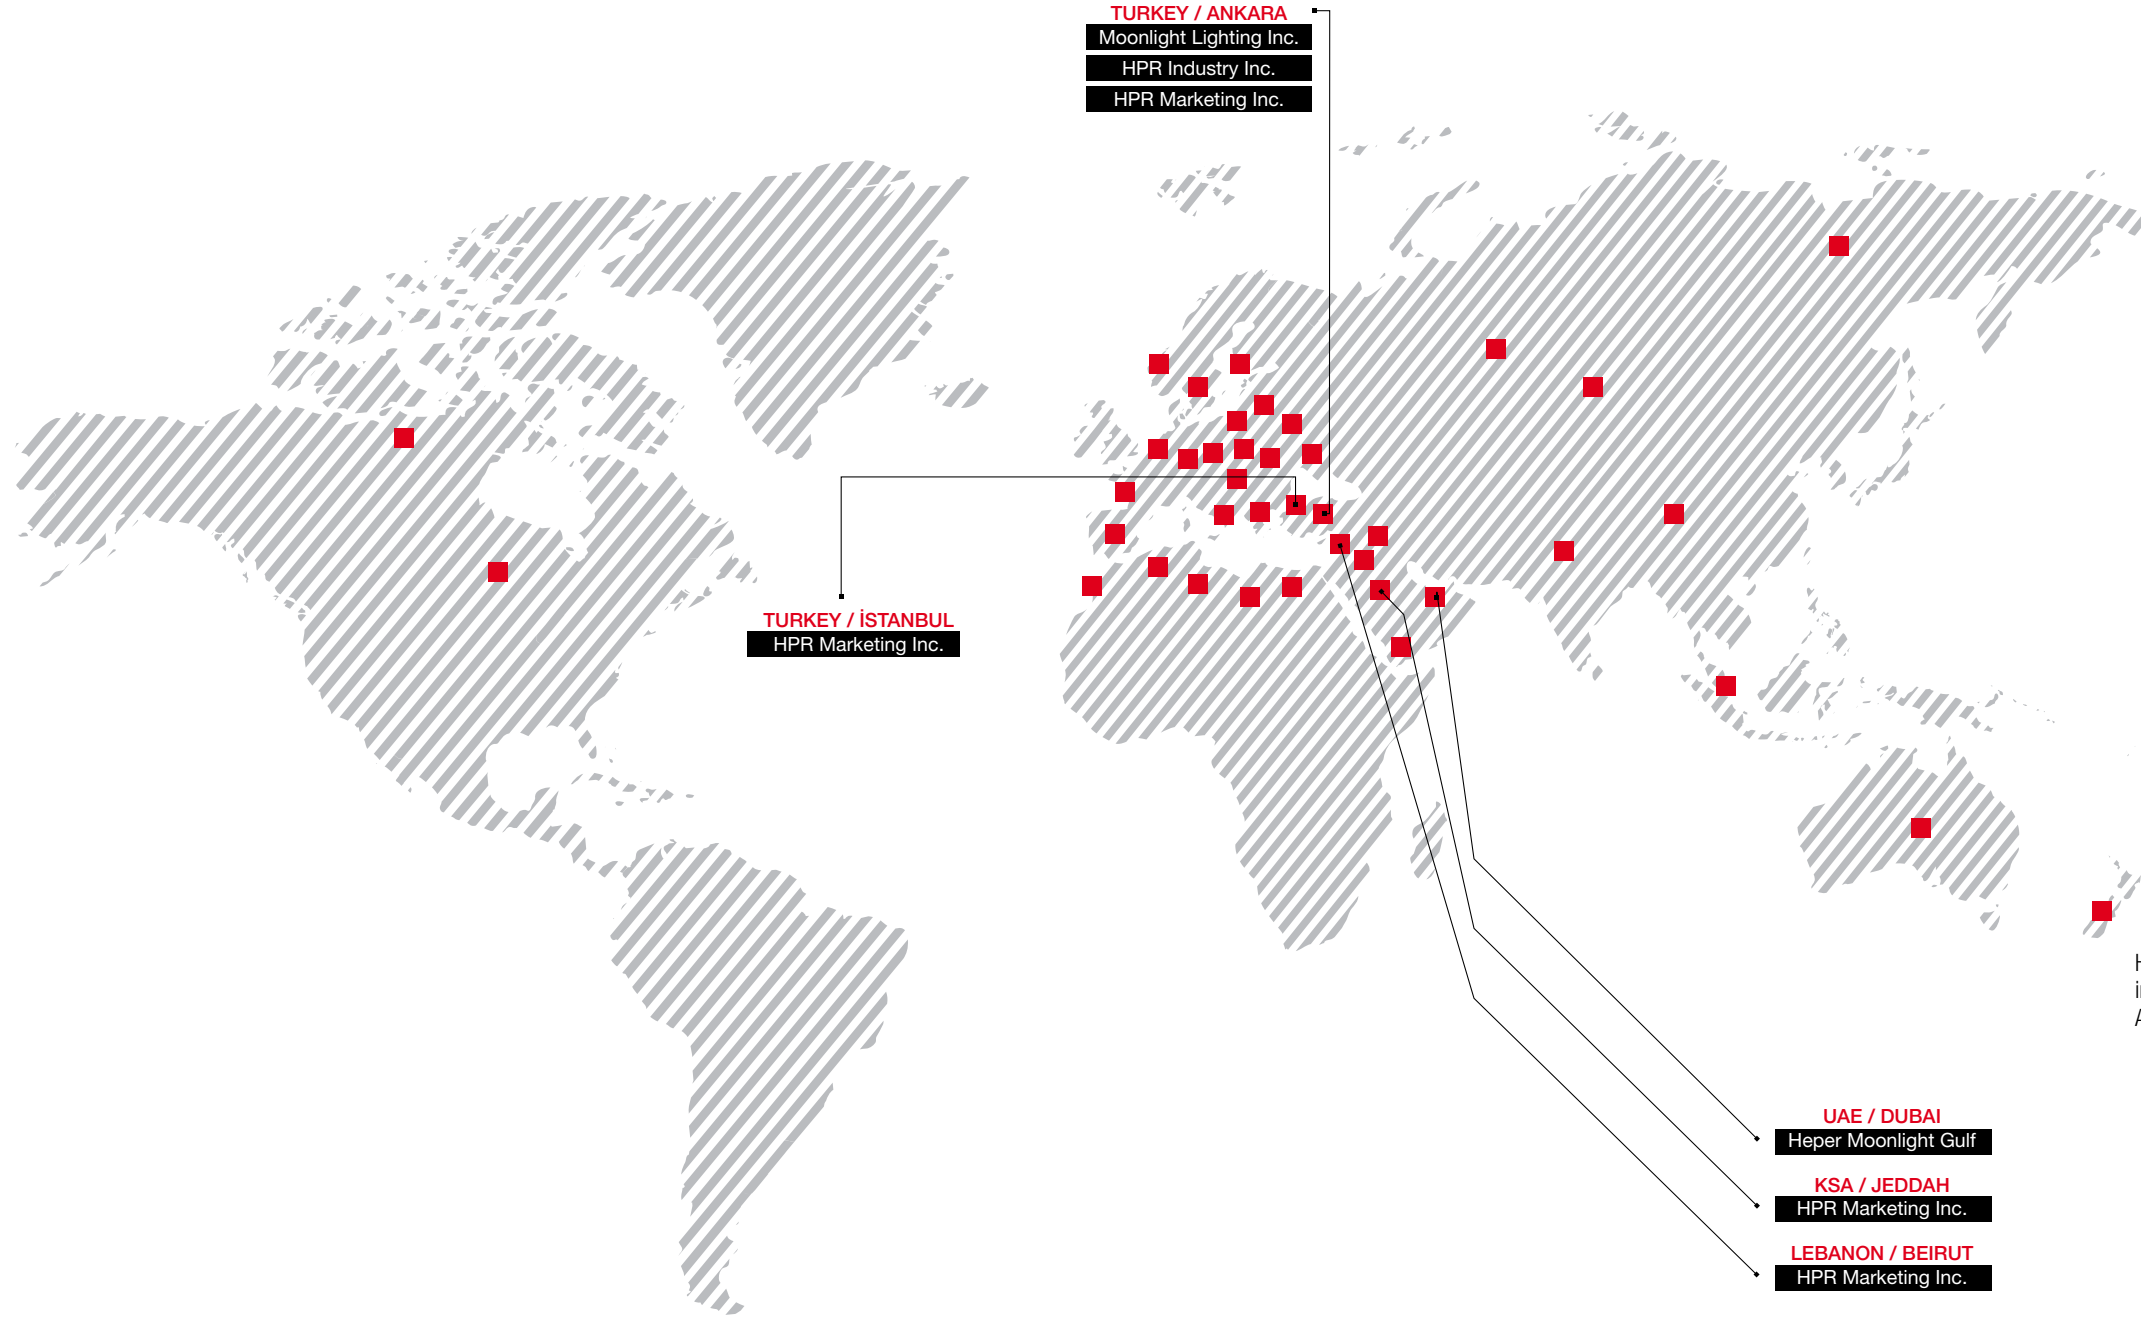 TURKEY / ANKARA
Moonlight Lighting Inc.
HPR Industry Inc.
HPR Marketing Inc.
TURKEY / İSTANBUL
HPR Marketing Inc.
UAE / DUBAI
Heper Moonlight Gulf
KSA / JEDDAH
HPR Marketing Inc.
LEBANON / BEIRUT
HPR Marketing Inc.